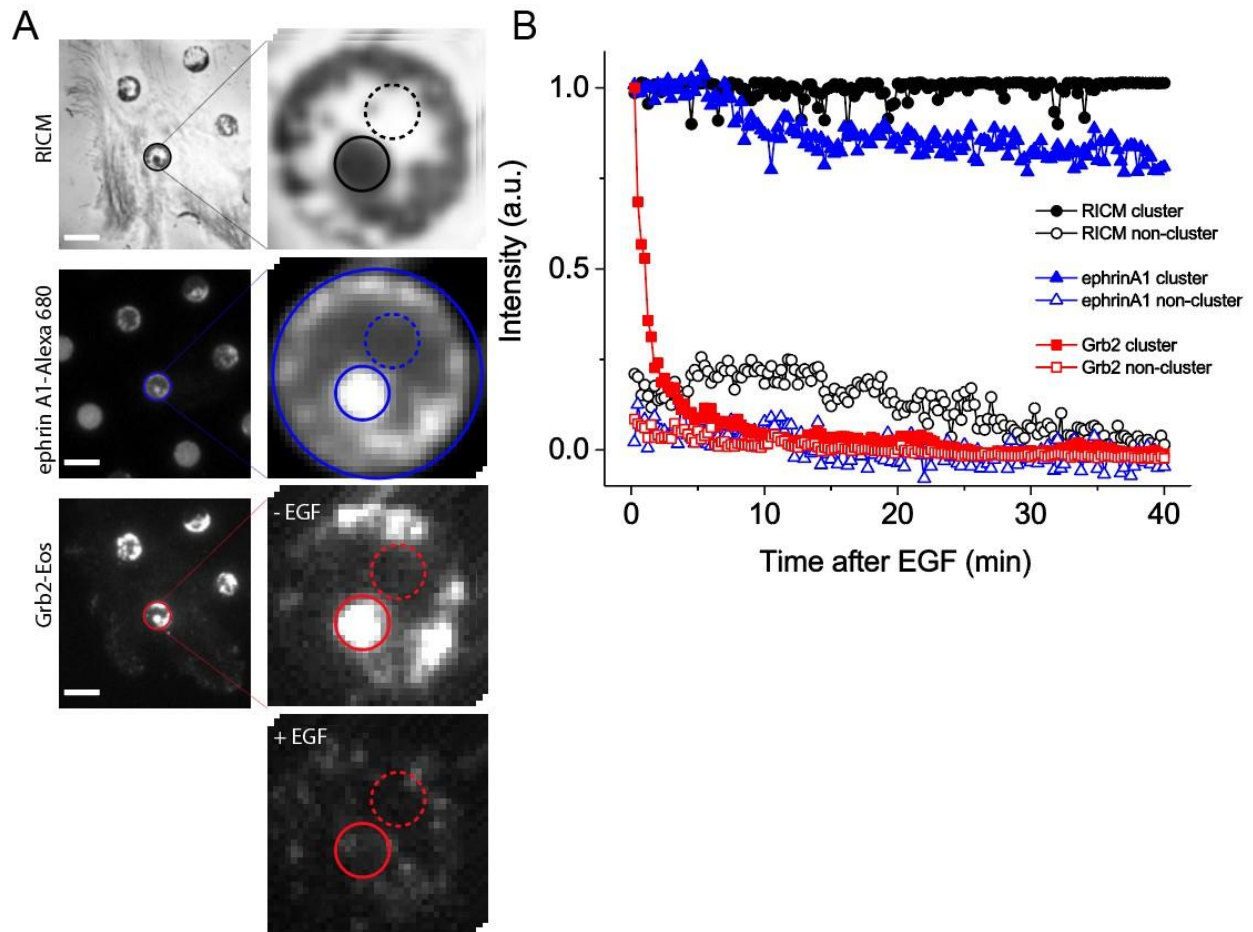 A
RICM
ephrin A1-Alexa 680
Grb2-Eos
- EGF
+ EGF
B
Intensity (a.u.)
1.0
0.5
0.0
0
10
20
30
40
Time after EGF (min)
RICM cluster
RICM non-cluster
ephrinA1 cluster
ephrinA1 non-cluster
Grb2 cluster
Grb2 non-cluster